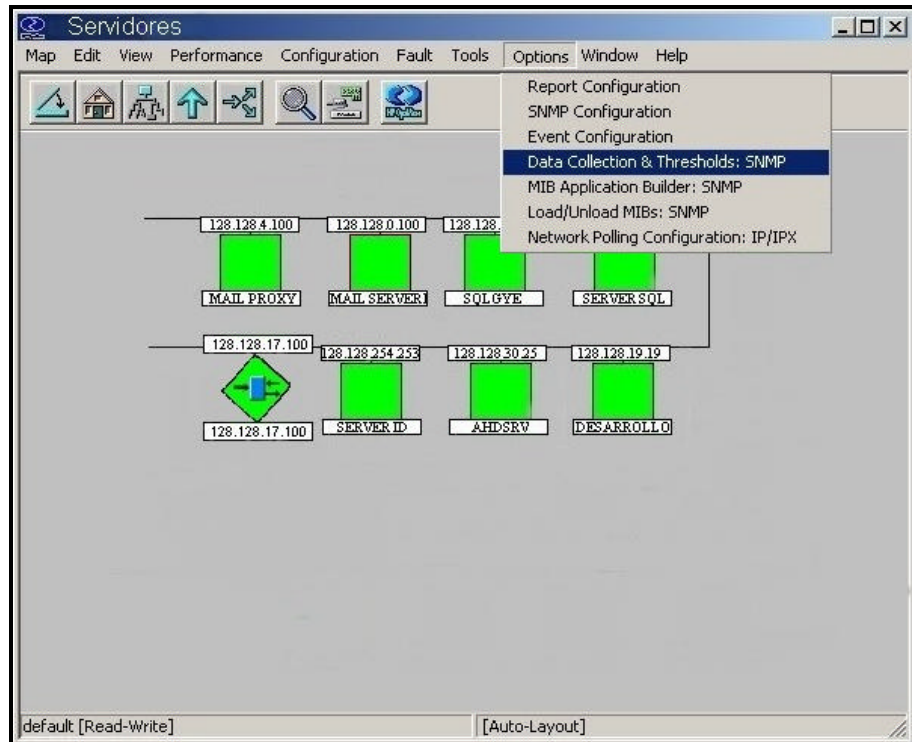 Servidores
Map Edit View Performance Configuration Fault Tools Options Window Help
Report Configuration
SNMP Configuration
Event Configuration
Data Collection & Thresholds: SNMP
MIB Application Builder: SNMP
Load/Unload MIBs: SNMP
Network Polling Configuration: IP/IPX
128.128.4.100 128.128.0.100 128.128.
MAIL PROXY MAIL SERVER1 SQLGYE SERVERSQL
128.128.17.100 128.128.254.253 128.128.30.25 128.128.19.19
128.128.17.100 SERVER ID AHDSRV DESARROLLO
default [Read-Write] [Auto-Layout]